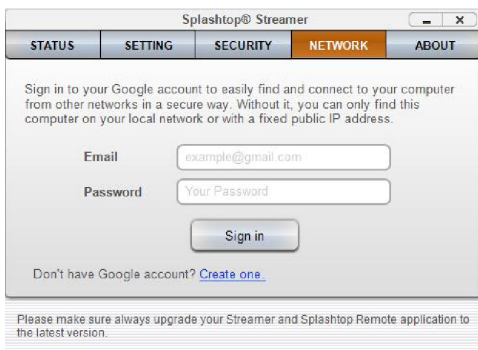 Splashtop® Streamer
STATUS SETTING SECURITY NETWORK ABOUT
Sign in to your Google account to easily find and connect to your computer
from other networks in a secure way. Without it, you can only find this
computer on your local network or with a fixed public IP address.
Email example@gmail.com
Password Your Password
Sign in
Don't have Google account? Create one.
Please make sure always upgrade your Streamer and Splashtop Remote application to
the latest version.